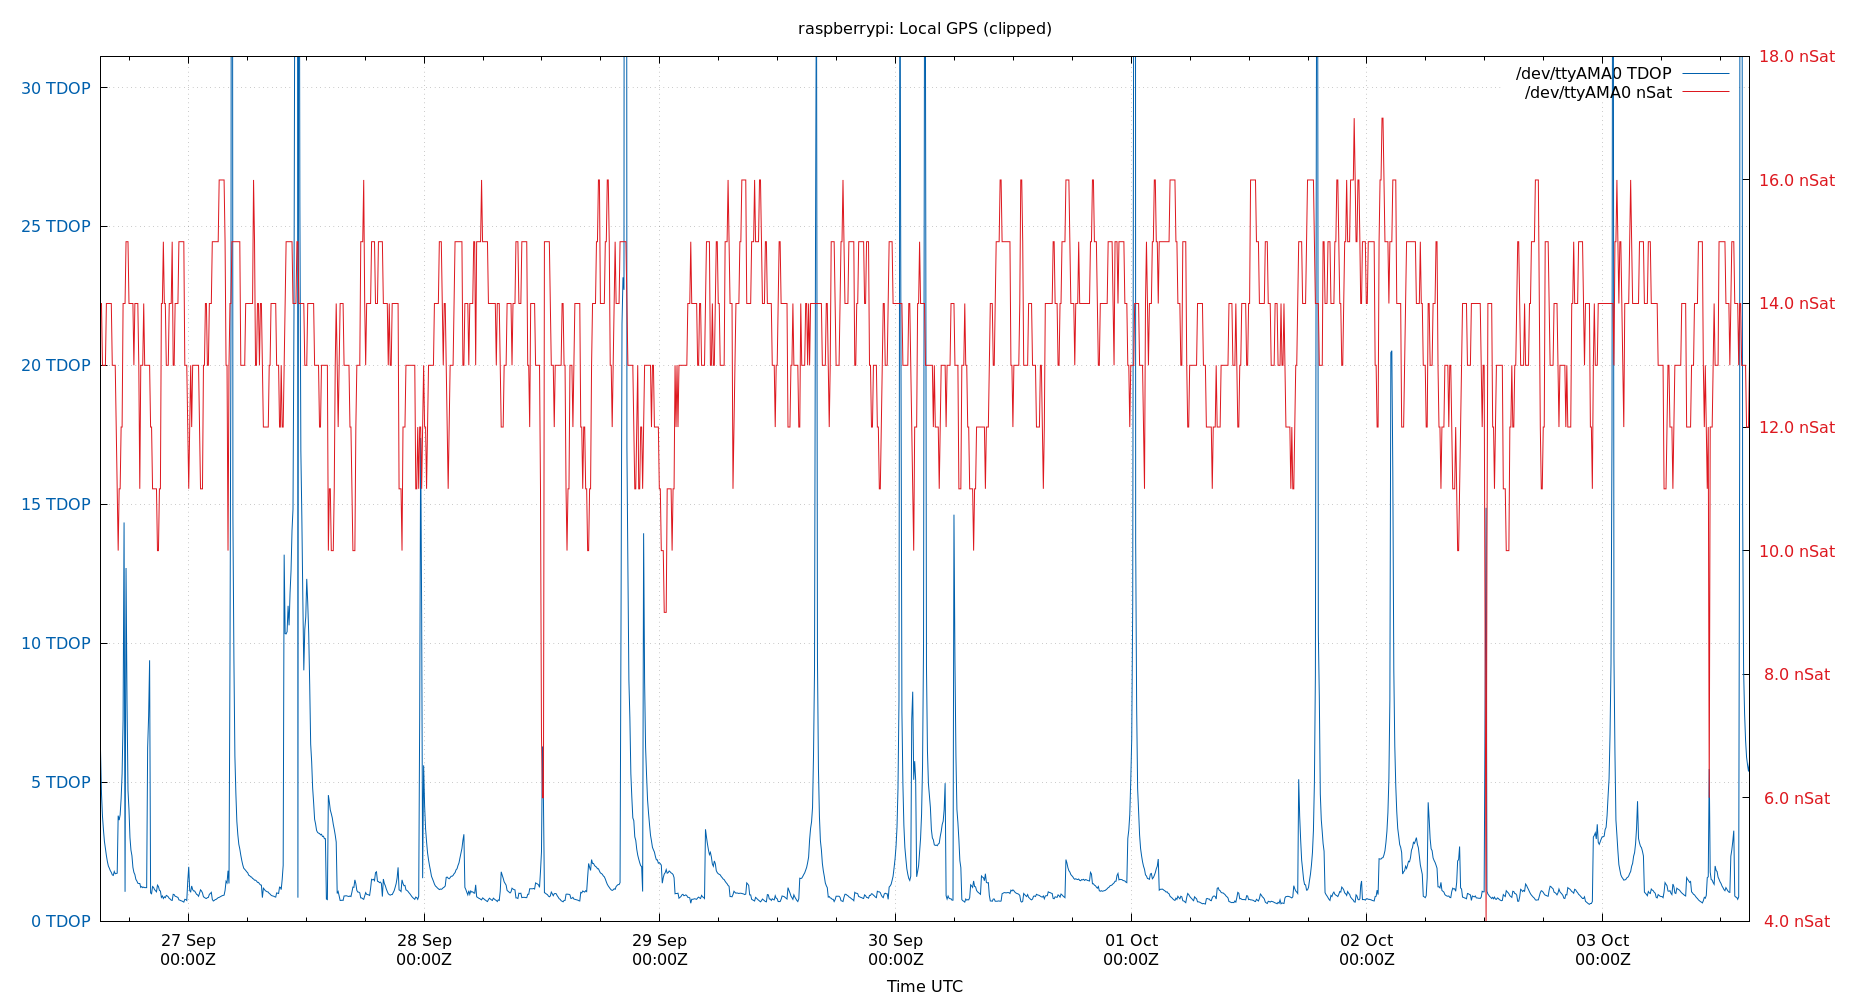 raspberrypi: Local GPS (clipped)
/dev/ttyAMA0 TDOP
/dev/ttyAMA0 nSat
30 TDOP
25 TDOP
20 TDOP
15 TDOP
10 TDOP
5 TDOP
0 TDOP
18.0 nSat
16.0 nSat
14.0 nSat
12.0 nSat
10.0 nSat
8.0 nSat
6.0 nSat
4.0 nSat
27 Sep 28 Sep 29 Sep 30 Sep 01 Oct 02 Oct 03 Oct
00:00Z 00:00Z 00:00Z 00:00Z 00:00Z 00:00Z 00:00Z
Time UTC